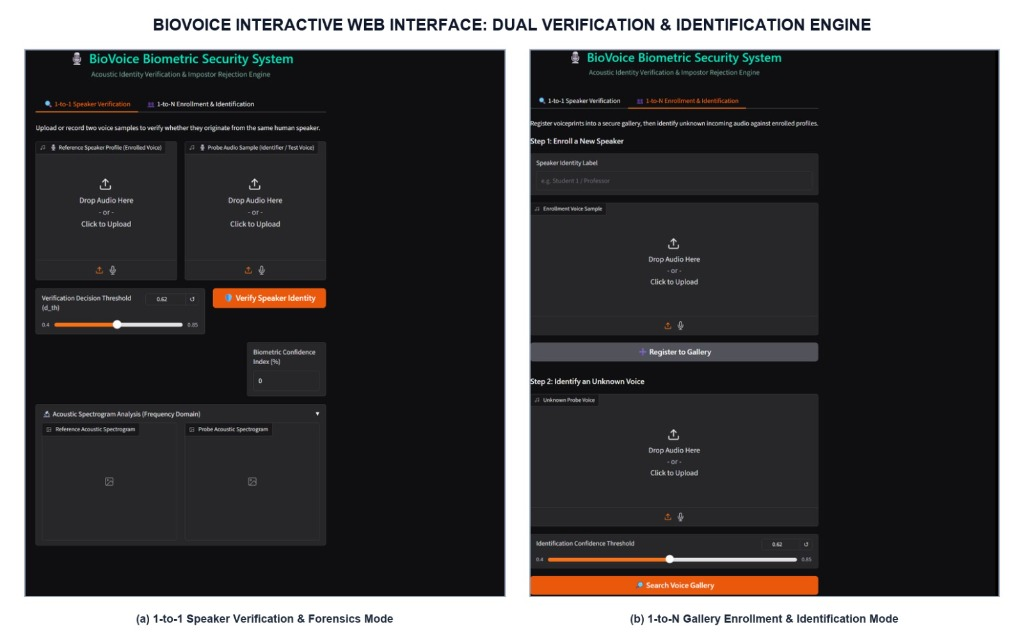 BIOVOICE INTERACTIVE WEB INTERFACE: DUAL VERIFICATION & IDENTIFICATION ENGINE
BioVoice Biometric Security System
Acoustic Identity Verification & Impostor Rejection Engine
1-to-1 Speaker Verification
1-to-N Enrollment & Identification
Upload or record two voice samples to verify whether they originate from the same human speaker.
Reference Speaker Profile (Enrolled Voice)
Drop Audio Here
- or -
Click to Upload
Probe Audio Sample (Identifier / Test Voice)
Drop Audio Here
- or -
Click to Upload
Verification Decision Threshold
(d_th)
0.62
↺
0.4
0.85
Verify Speaker Identity
Biometric Confidence
Index (%)
0
Acoustic Spectrogram Analysis (Frequency Domain)
▼
Reference Acoustic Spectrogram
Probe Acoustic Spectrogram
(a) 1-to-1 Speaker Verification & Forensics Mode
BioVoice Biometric Security System
Acoustic Identity Verification & Impostor Rejection Engine
1-to-1 Speaker Verification
1-to-N Enrollment & Identification
Register voiceprints into a secure gallery, then identify unknown incoming audio against enrolled profiles.
Step 1: Enroll a New Speaker
Speaker Identity Label
e.g. Student 1 / Professor
Enrollment Voice Sample
Drop Audio Here
- or -
Click to Upload
Register to Gallery
Step 2: Identify an Unknown Voice
Unknown Probe Voice
Drop Audio Here
- or -
Click to Upload
Identification Confidence Threshold
0.62
↺
0.4
0.85
Search Voice Gallery
(b) 1-to-N Gallery Enrollment & Identification Mode